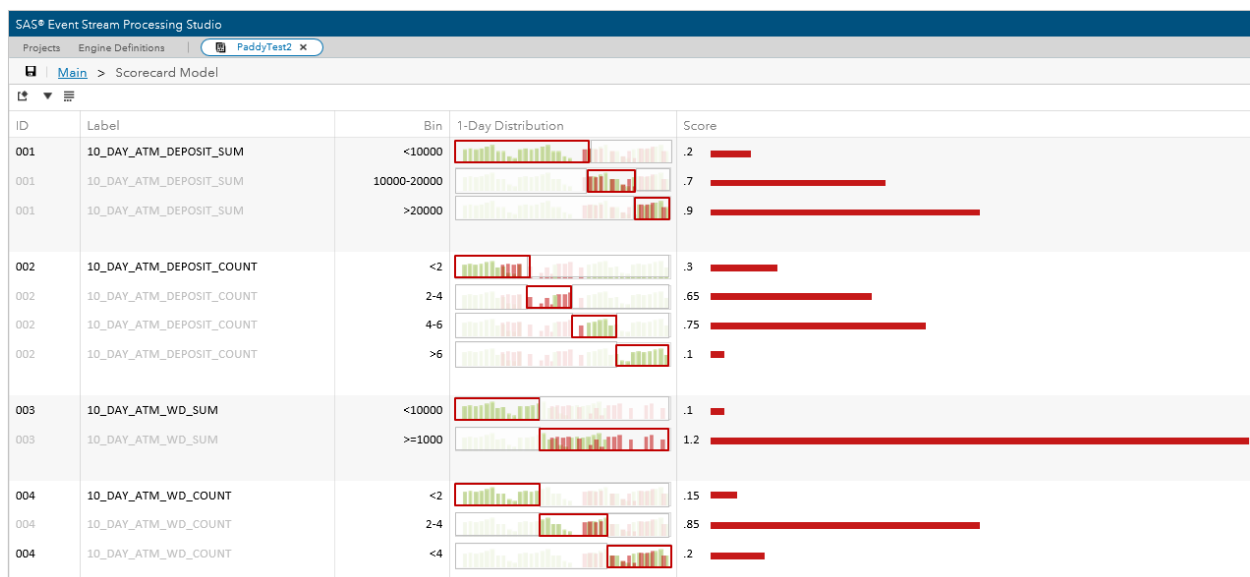 SAS® Event Stream Processing Studio
Projects Engine Definitions PaddyTest2 ×
Main > Scorecard Model
ID Label Bin 1-Day Distribution Score
001 10_DAY_ATM_DEPOSIT_SUM <10000 .2
001 10_DAY_ATM_DEPOSIT_SUM 10000-20000 .7
001 10_DAY_ATM_DEPOSIT_SUM >20000 .9
002 10_DAY_ATM_DEPOSIT_COUNT <2 .3
002 10_DAY_ATM_DEPOSIT_COUNT 2-4 .65
002 10_DAY_ATM_DEPOSIT_COUNT 4-6 .75
002 10_DAY_ATM_DEPOSIT_COUNT >6 .1
003 10_DAY_ATM_WD_SUM <10000 .1
003 10_DAY_ATM_WD_SUM >=1000 1.2
004 10_DAY_ATM_WD_COUNT <2 .15
004 10_DAY_ATM_WD_COUNT 2-4 .85
004 10_DAY_ATM_WD_COUNT <4 .2